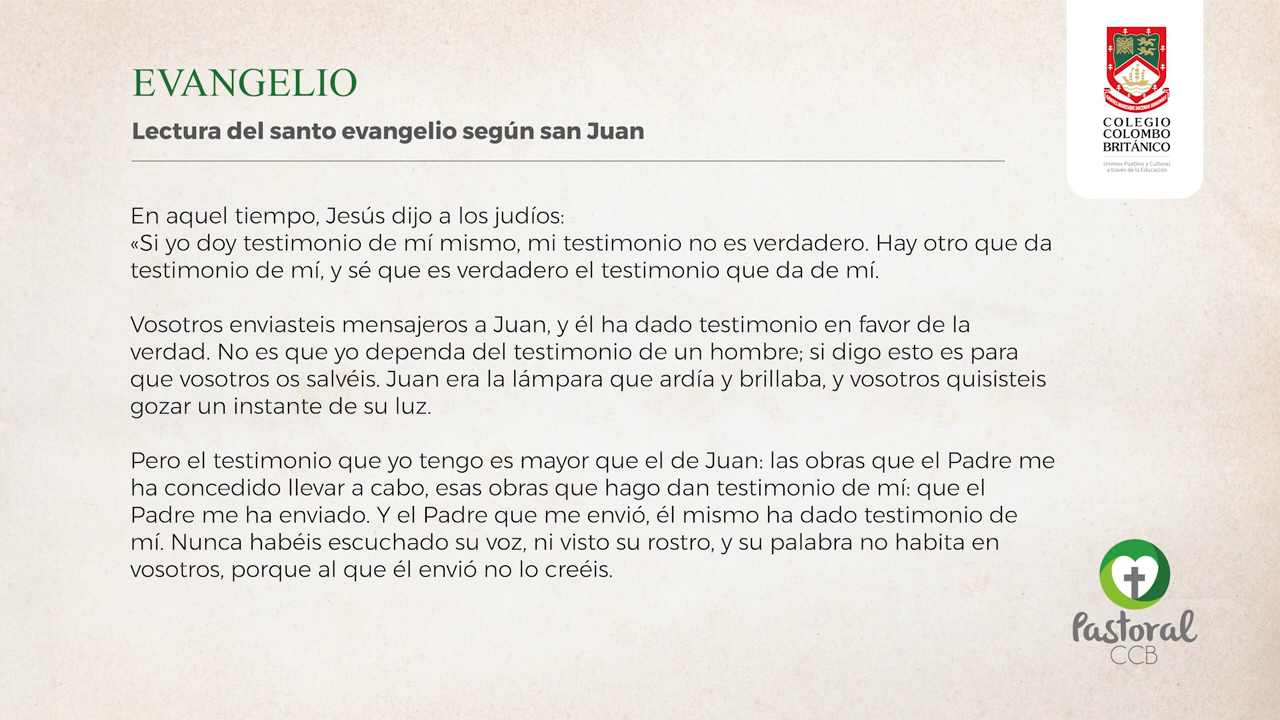 EVANGELIO
Lectura del santo evangelio según san Juan
COLEGIO
COLOMBO
BRITÁNICO
Unimos Pueblos y Culturas
a través de la Educación
En aquel tiempo, Jesús dijo a los judíos:
«Si yo doy testimonio de mí mismo, mi testimonio no es verdadero. Hay otro que da
testimonio de mí, y sé que es verdadero el testimonio que da de mí.
Vosotros enviasteis mensajeros a Juan, y él ha dado testimonio en favor de la
verdad. No es que yo dependa del testimonio de un hombre; si digo esto es para
que vosotros os salvéis. Juan era la lámpara que ardía y brillaba, y vosotros quisisteis
gozar un instante de su luz.
Pero el testimonio que yo tengo es mayor que el de Juan: las obras que el Padre me
ha concedido llevar a cabo, esas obras que hago dan testimonio de mí: que el
Padre me ha enviado. Y el Padre que me envió, él mismo ha dado testimonio de
mí. Nunca habéis escuchado su voz, ni visto su rostro, y su palabra no habita en
vosotros, porque al que él envió no lo creéis.
Pastoral
CCB